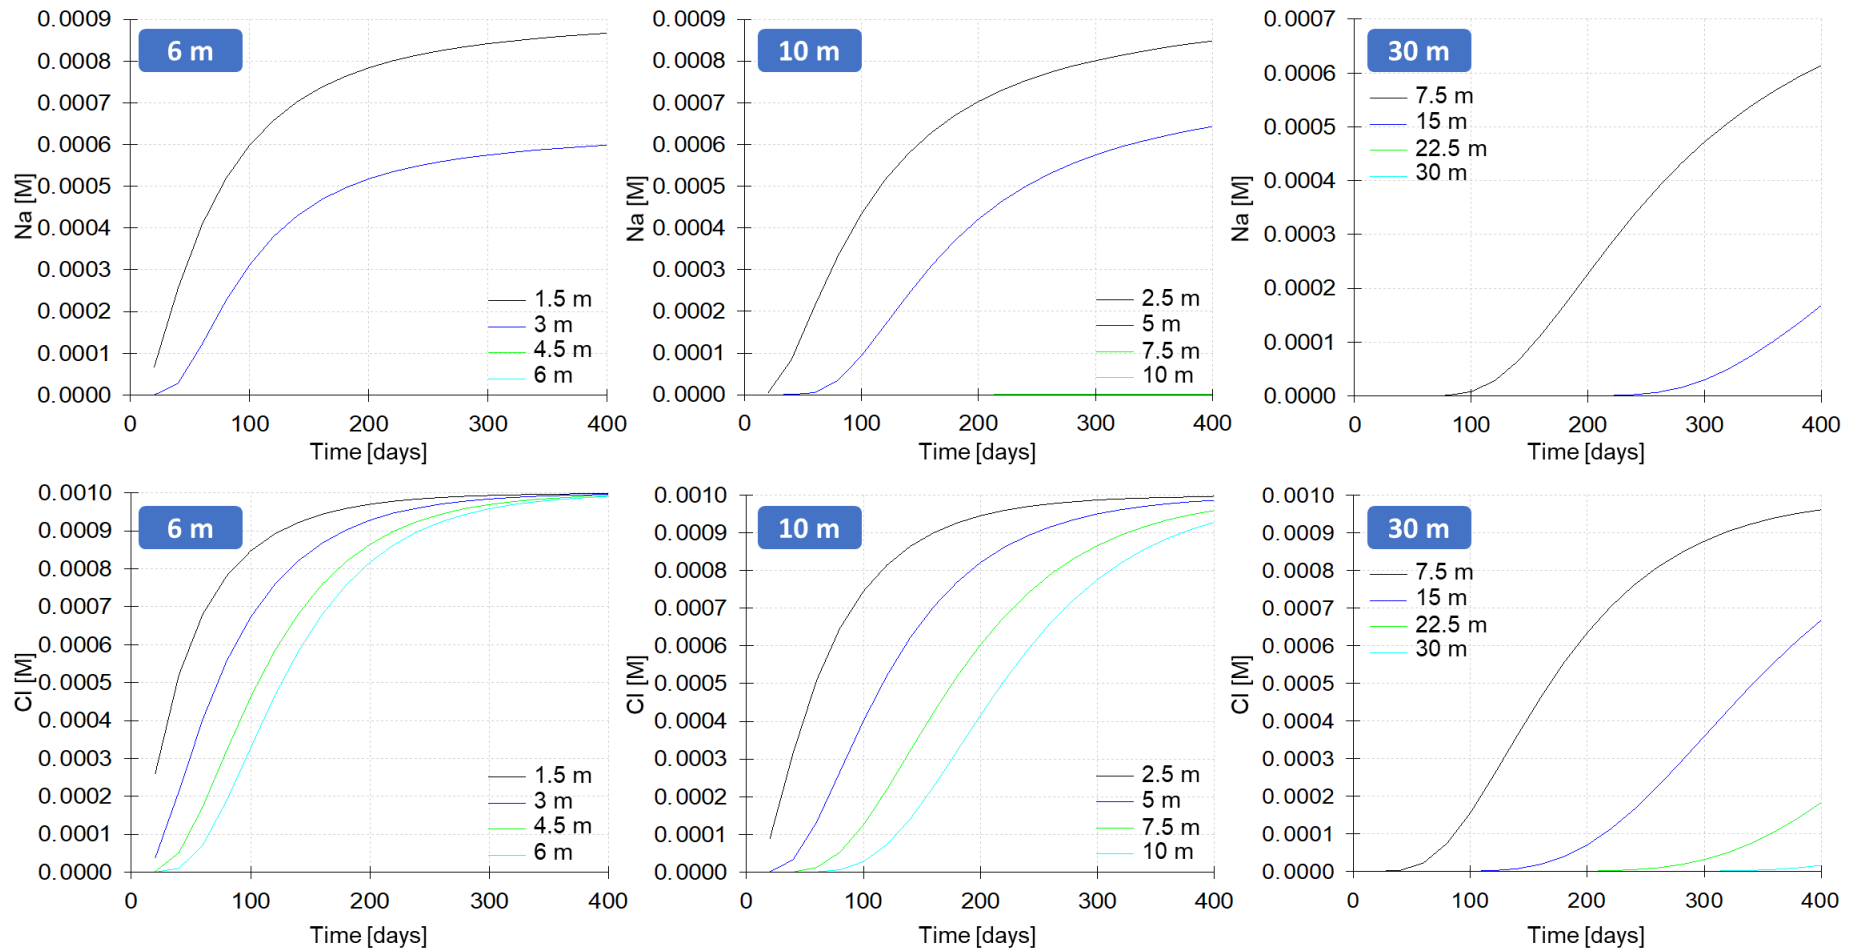 0.0009
0.0008
0.0007
0.0006
0.0005
0.0004
0.0003
0.0002
0.0001
0.0000
Na [M]
6 m
1.5 m
3 m
4.5 m
6 m
0 100 200 300 400
Time [days]
0.0009
0.0008
0.0007
0.0006
0.0005
0.0004
0.0003
0.0002
0.0001
0.0000
Na [M]
10 m
2.5 m
5 m
7.5 m
10 m
0 100 200 300 400
Time [days]
0.0007
0.0006
0.0005
0.0004
0.0003
0.0002
0.0001
0.0000
Na [M]
30 m
7.5 m
15 m
22.5 m
30 m
0 100 200 300 400
Time [days]
0.0010
0.0009
0.0008
0.0007
0.0006
0.0005
0.0004
0.0003
0.0002
0.0001
0.0000
Cl [M]
6 m
1.5 m
3 m
4.5 m
6 m
0 100 200 300 400
Time [days]
0.0010
0.0009
0.0008
0.0007
0.0006
0.0005
0.0004
0.0003
0.0002
0.0001
0.0000
Cl [M]
10 m
2.5 m
5 m
7.5 m
10 m
0 100 200 300 400
Time [days]
0.0010
0.0009
0.0008
0.0007
0.0006
0.0005
0.0004
0.0003
0.0002
0.0001
0.0000
Cl [M]
30 m
7.5 m
15 m
22.5 m
30 m
0 100 200 300 400
Time [days]